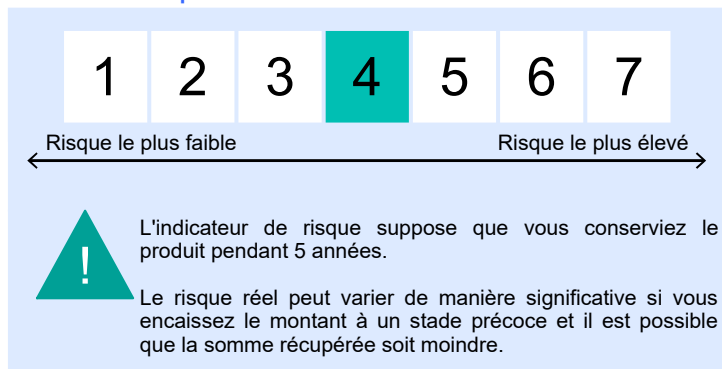 1 2 3 4 5 6 7
Risque le plus faible Risque le plus élevé
L'indicateur de risque suppose que vous conserviez le
produit pendant 5 années.
!
Le risque réel peut varier de manière significative si vous
encaissez le montant à un stade précoce et il est possible
que la somme récupérée soit moindre.